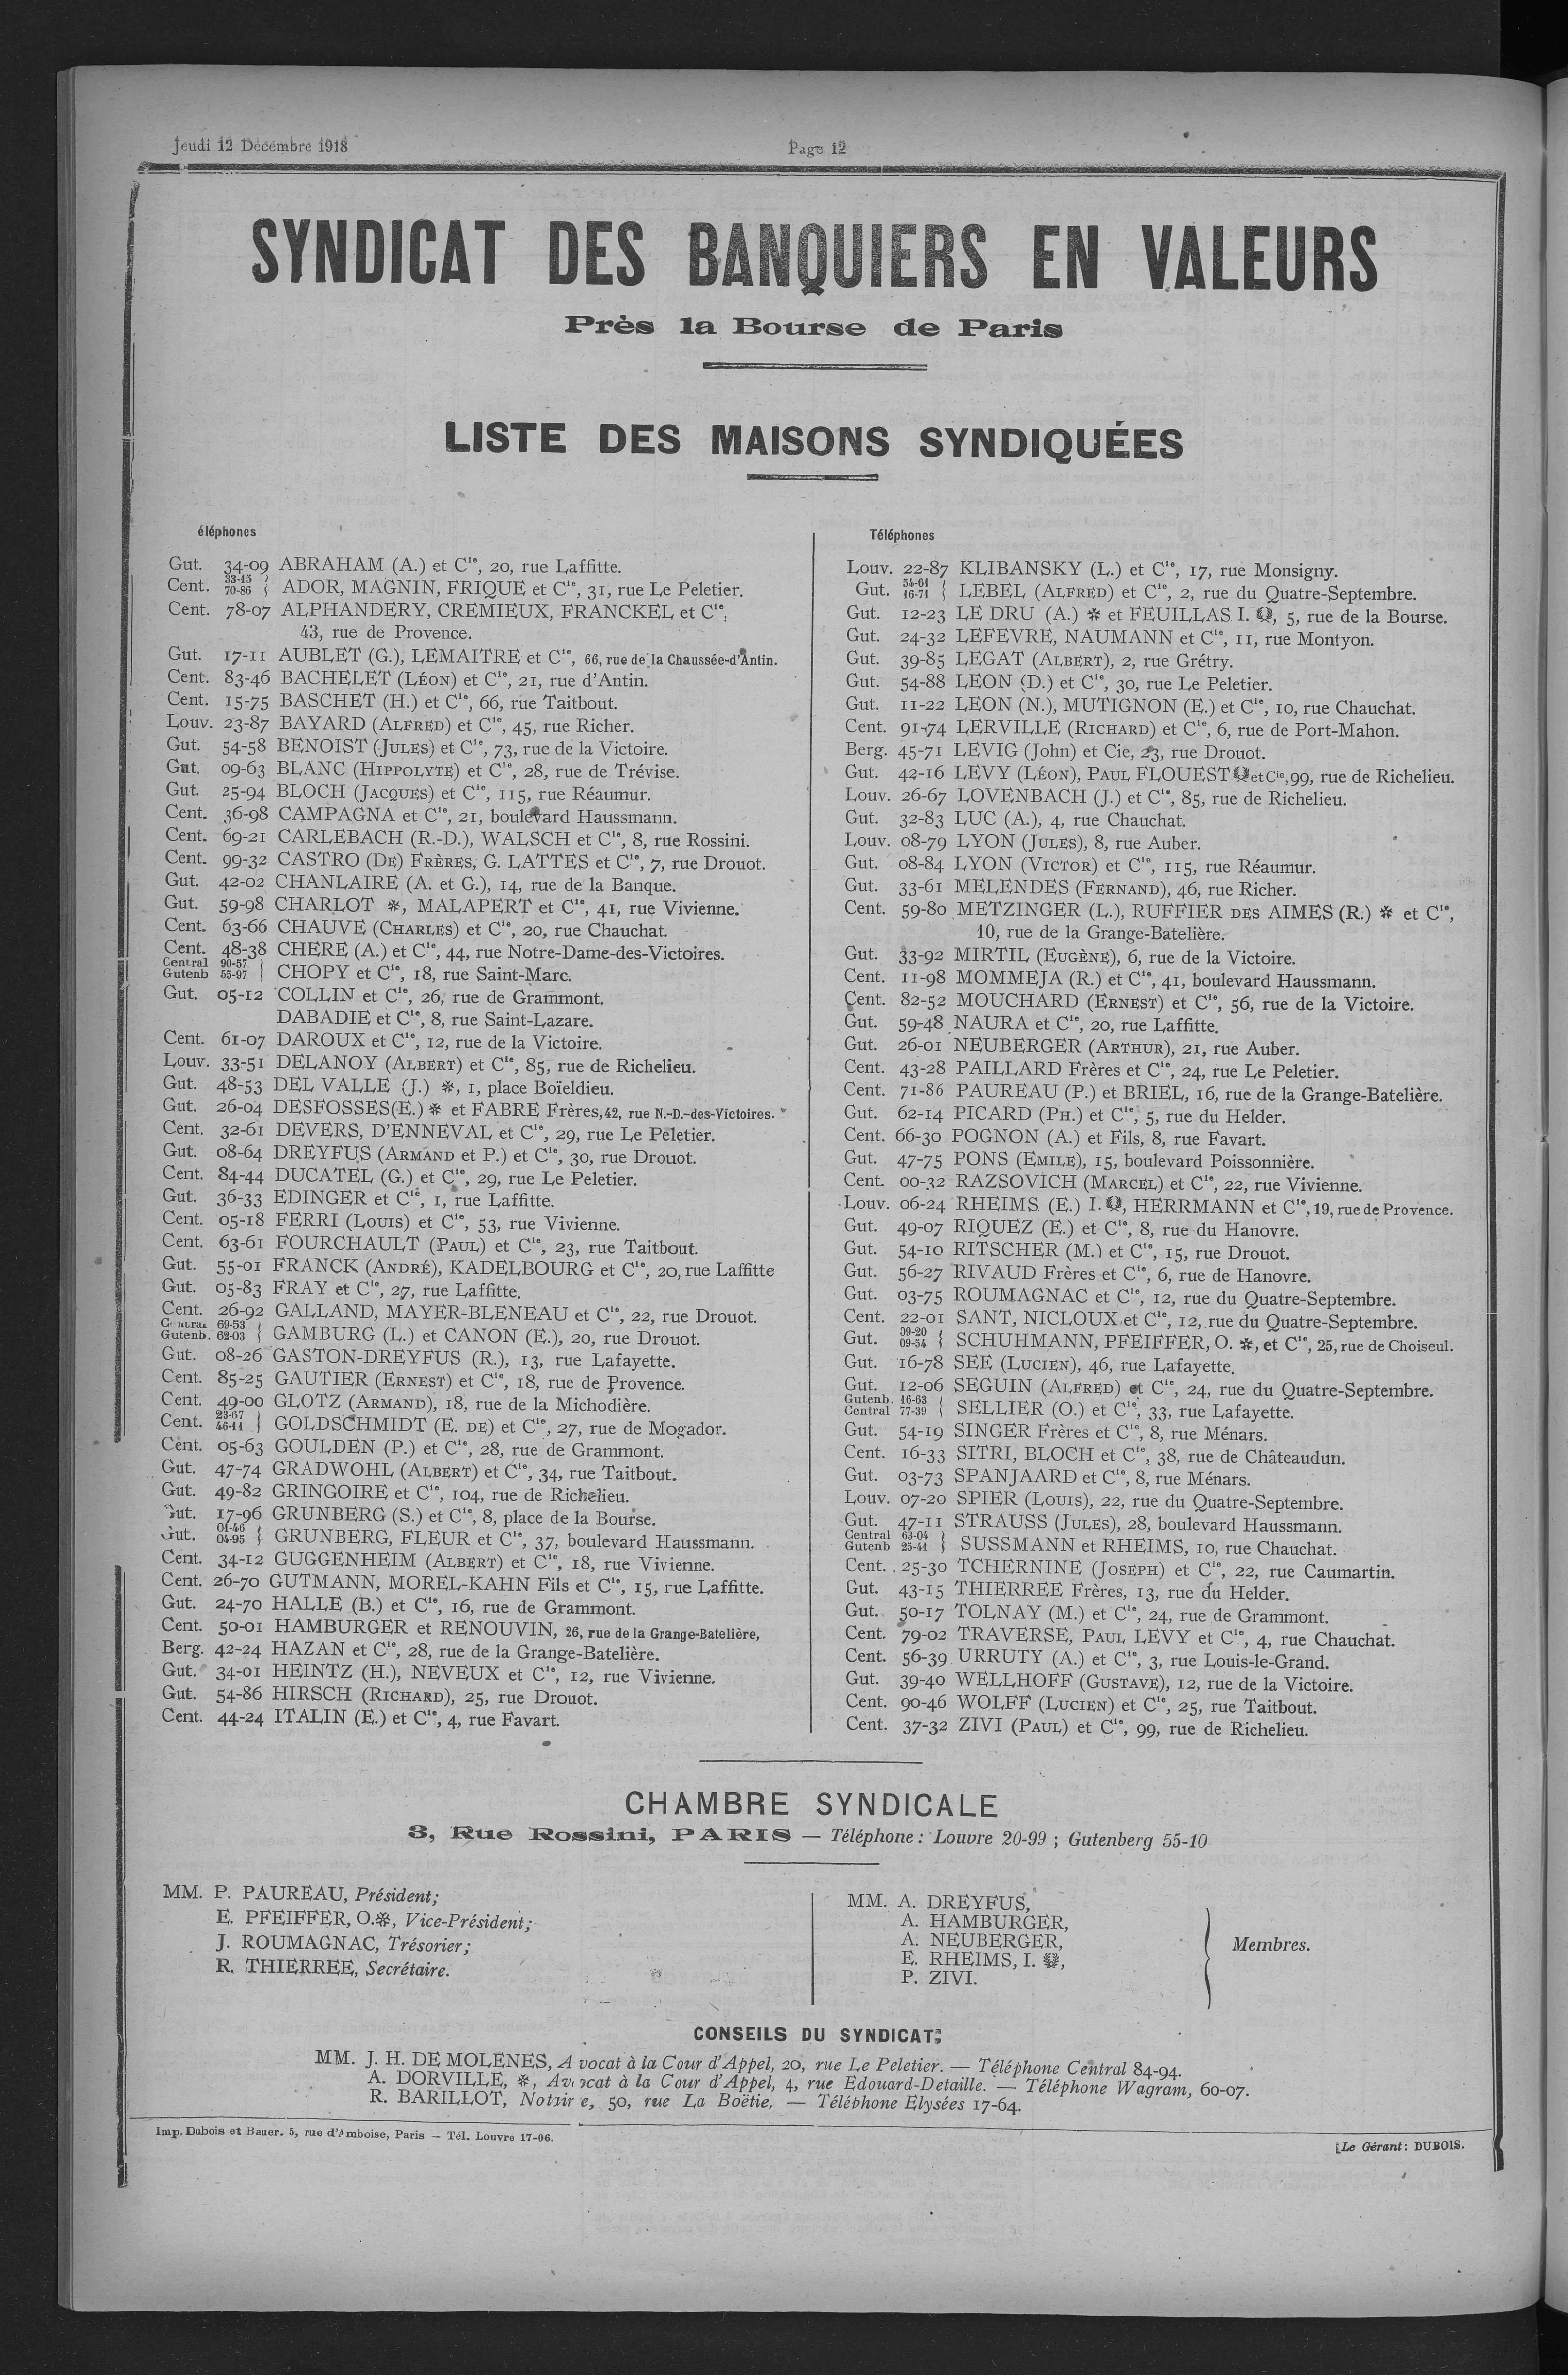 Jeudi 12 Décembre 1918
Page 12
SYNDICAT DES BANQUIERS EN VALEURS
Près la Bourse de Paris
LISTE DES MAISONS SYNDIQUÉES
éléphones
Gut. 34-09 ABRAHAM (A.) et Cie, 20, rue Laffitte.
Cent. 33-15 70-86 } ADOR, MAGNIN, FRIQUE et Cie, 31, rue Le Peletier.
Cent. 78-07 ALPHANDERY, CREMIEUX, FRANCKEL et Cie,
43, rue de Provence.
Gut. 17-11 AUBLET (G.), LEMAITRE et Cie, 66, rue de la Chaussée-d'Antin.
Cent. 83-46 BACHELET (LÉON) et Cie, 21, rue d'Antin.
Cent. 15-75 BASCHET (H.) et Cie, 66, rue Taitbout.
Louv. 23-87 BAYARD (ALFRED) et Cie, 45, rue Richer.
Gut. 54-58 BENOIST (JULES) et Cie, 73, rue de la Victoire.
Gut. 09-63 BLANC (HIPPOLYTE) et Cie, 28, rue de Trévise.
Gut. 25-94 BLOCH (JACQUES) et Cie, 115, rue Réaumur.
Cent. 36-98 CAMPAGNA et Cie, 21, boulevard Haussmann.
Cent. 69-21 CARLEBACH (R.-D.), WALSCH et Cie, 8, rue Rossini.
Cent. 99-32 CASTRO (DE) FRÈRES, G. LATTES et Cie, 7, rue Drouot.
Gut. 42-02 CHANLAIRE (A. et G.), 14, rue de la Banque.
Gut. 59-98 CHARLOT ✻, MALAPERT et Cie, 41, rue Vivienne.
Cent. 63-66 CHAUVE (CHARLES) et Cie, 20, rue Chauchat.
Cent. 48-38 CHERE (A.) et Cie, 44, rue Notre-Dame-des-Victoires.
Central 90-57 Gutenb 55-97 } CHOPY et Cie, 18, rue Saint-Marc.
Gut. 05-12 COLLIN et Cie, 26, rue de Grammont.
DABADIE et Cie, 8, rue Saint-Lazare.
Cent. 61-07 DAROUX et Cie, 12, rue de la Victoire.
Louv. 33-51 DELANOY (ALBERT) et Cie, 85, rue de Richelieu.
Gut. 48-53 DEL VALLE (J.) ✻, 1, place Boïeldieu.
Gut. 26-04 DESFOSSES(E.) ✻ et FABRE Frères, 42, rue N.-D.-des-Victoires.
Cent. 32-61 DEVERS, D'ENNEVAL et Cie, 29, rue Le Peletier.
Gut. 08-64 DREYFUS (ARMAND et P.) et Cie, 30, rue Drouot.
Cent. 84-44 DUCATEL (G.) et Cie, 29, rue Le Peletier.
Gut. 36-33 EDINGER et Cie, 1, rue Laffitte.
Cent. 05-18 FERRI (LOUIS) et Cie, 53, rue Vivienne.
Cent. 63-61 FOURCHAULT (PAUL) et Cie, 23, rue Taitbout.
Gut. 55-01 FRANCK (ANDRÉ), KADELBOURG et Cie, 20, rue Laffitte
Gut. 05-83 FRAY et Cie, 27, rue Laffitte.
Cent. 26-92 GALLAND, MAYER-BLENEAU et Cie, 22, rue Drouot.
Central 69-53 Gutenb. 62-03 { GAMBURG (L.) et CANON (E.), 20, rue Drouot.
Gut. 08-26 GASTON-DREYFUS (R.), 13, rue Lafayette.
Cent. 85-25 GAUTIER (ERNEST) et Cie, 18, rue de Provence.
Cent. 49-00 GLOTZ (ARMAND), 18, rue de la Michodière.
Cent. 23-67 46-11 } GOLDSCHMIDT (E. DE) et Cie, 27, rue de Mogador.
Cent. 05-63 GOULDEN (P.) et Cie, 28, rue de Grammont.
Gut. 47-74 GRADWOHL (ALBERT) et Cie, 34, rue Taitbout.
Gut. 49-82 GRINGOIRE et Cie, 104, rue de Richelieu.
Gut. 17-96 GRUNBERG (S.) et Cie, 8, place de la Bourse.
Gut. 01-46 04-95 { GRUNBERG, FLEUR et Cie, 37, boulevard Haussmann.
Cent. 34-12 GUGGENHEIM (ALBERT) et Cie, 18, rue Vivienne.
Cent. 26-70 GUTMANN, MOREL-KAHN Fils et Cie, 15, rue Laffitte.
Gut. 24-70 HALLE (B.) et Cie, 16, rue de Grammont.
Cent. 50-01 HAMBURGER et RENOUVIN, 26, rue de la Grange-Batelière,
Berg. 42-24 HAZAN et Cie, 28, rue de la Grange-Batelière.
Gut. 34-01 HEINTZ (H.), NEVEUX et Cie, 12, rue Vivienne.
Gut. 54-86 HIRSCH (RICHARD), 25, rue Drouot.
Cent. 44-24 ITALIN (E.) et Cie, 4, rue Favart.
Téléphones
Louv. 22-87 KLIBANSKY (L.) et Cie, 17, rue Monsigny.
Gut. 54-61 16-71 { LEBEL (ALFRED) et Cie, 2, rue du Quatre-Septembre.
Gut. 12-23 LE DRU (A.) ✻ et FEUILLAS I. , 5, rue de la Bourse.
Gut. 24-32 LEFEVRE, NAUMANN et Cie, 11, rue Montyon.
Gut. 39-85 LEGAT (ALBERT), 2, rue Grétry.
Gut. 54-88 LEON (D.) et Cie, 30, rue Le Peletier.
Gut. 11-22 LEON (N.), MUTIGNON (E.) et Cie, 10, rue Chauchat.
Cent. 91-74 LERVILLE (RICHARD) et Cie, 6, rue de Port-Mahon.
Berg. 45-71 LEVIG (John) et Cie, 23, rue Drouot.
Gut. 42-16 LEVY (LÉON), PAUL FLOUEST et Cie, 99, rue de Richelieu.
Louv. 26-67 LOVENBACH (J.) et Cie, 85, rue de Richelieu.
Gut. 32-83 LUC (A.), 4, rue Chauchat.
Louv. 08-79 LYON (JULES), 8, rue Auber.
Gut. 08-84 LYON (VICTOR) et Cie, 115, rue Réaumur.
Gut. 33-61 MELENDES (FERNAND), 46, rue Richer.
Cent. 59-80 METZINGER (L.), RUFFIER DES AIMES (R.) ✻ et Cie,
10, rue de la Grange-Batelière.
Gut. 33-92 MIRTIL (EUGÈNE), 6, rue de la Victoire.
Cent. 11-98 MOMMEJA (R.) et Cie, 41, boulevard Haussmann.
Cent. 82-52 MOUCHARD (ERNEST) et Cie, 56, rue de la Victoire.
Gut. 59-48 NAURA et Cie, 20, rue Laffitte.
Gut. 26-01 NEUBERGER (ARTHUR), 21, rue Auber.
Cent. 43-28 PAILLARD Frères et Cie, 24, rue Le Peletier.
Cent. 71-86 PAUREAU (P.) et BRIEL, 16, rue de la Grange-Batelière.
Gut. 62-14 PICARD (PH.) et Cie, 5, rue du Helder.
Cent. 66-30 POGNON (A.) et Fils, 8, rue Favart.
Gut. 47-75 PONS (EMILE), 15, boulevard Poissonnière.
Cent. 00-32 RAZSOVICH (MARCEL) et Cie, 22, rue Vivienne.
Louv. 06-24 RHEIMS (E.) I. , HERRMANN et Cie, 19, rue de Provence.
Gut. 49-07 RIQUEZ (E.) et Cie, 8, rue du Hanovre.
Gut. 54-10 RITSCHER (M.) et Cie, 15, rue Drouot.
Gut. 56-27 RIVAUD Frères et Cie, 6, rue de Hanovre.
Gut. 03-75 ROUMAGNAC et Cie, 12, rue du Quatre-Septembre.
Cent. 22-01 SANT, NICLOUX et Cie, 12, rue du Quatre-Septembre.
Gut. 39-20 09-54 { SCHUHMANN, PFEIFFER, O. ✻, et Cie, 25, rue de Choiseul.
Gut. 16-78 SEE (LUCIEN), 46, rue Lafayette.
Gut. 12-06 SEGUIN (ALFRED) et Cie, 24, rue du Quatre-Septembre.
Gutenb. 16-63 Central 77-39 { SELLIER (O.) et Cie, 33, rue Lafayette.
Gut. 54-19 SINGER Frères et Cie, 8, rue Ménars.
Cent. 16-33 SITRI, BLOCH et Cie, 38, rue de Châteaudun.
Gut. 03-73 SPANJAARD et Cie, 8, rue Ménars.
Louv. 07-20 SPIER (LOUIS), 22, rue du Quatre-Septembre.
Gut. 47-11 STRAUSS (JULES), 28, boulevard Haussmann.
Central 63-04 Gutenb 25-41 } SUSSMANN et RHEIMS, 10, rue Chauchat.
Cent. 25-30 TCHERNINE (JOSEPH) et Cie, 22, rue Caumartin.
Gut. 43-15 THIERREE Frères, 13, rue du Helder.
Gut. 50-17 TOLNAY (M.) et Cie, 24, rue de Grammont.
Cent. 79-02 TRAVERSE, PAUL LEVY et Cie, 4, rue Chauchat.
Cent. 56-39 URRUTY (A.) et Cie, 3, rue Louis-le-Grand.
Gut. 39-40 WELLHOFF (GUSTAVE), 12, rue de la Victoire.
Cent. 90-46 WOLFF (LUCIEN) et Cie, 25, rue Taitbout.
Cent. 37-32 ZIVI (PAUL) et Cie, 99, rue de Richelieu.
CHAMBRE SYNDICALE
3, Rue Rossini, PARIS — Téléphone : Louvre 20-99 ; Gutenberg 55-10
MM. P. PAUREAU, Président;
E. PFEIFFER, O.✻, Vice-Président;
J. ROUMAGNAC, Trésorier;
R. THIERREE, Secrétaire.
MM. A. DREYFUS,
A. HAMBURGER,
A. NEUBERGER,
E. RHEIMS, I. ,
P. ZIVI.
Membres.
CONSEILS DU SYNDICAT:
MM. J. H. DE MOLENES, Avocat à la Cour d'Appel, 20, rue Le Peletier. — Téléphone Central 84-94.
A. DORVILLE, ✻, Avocat à la Cour d'Appel, 4, rue Edouard-Detaille. — Téléphone Wagram, 60-07.
R. BARILLOT, Notaire, 50, rue La Boëtie, — Téléphone Elysées 17-64.
Imp. Dubois et Bauer. 5, rue d'Amboise, Paris — Tél. Louvre 17-06.
Le Gérant : DUBOIS.